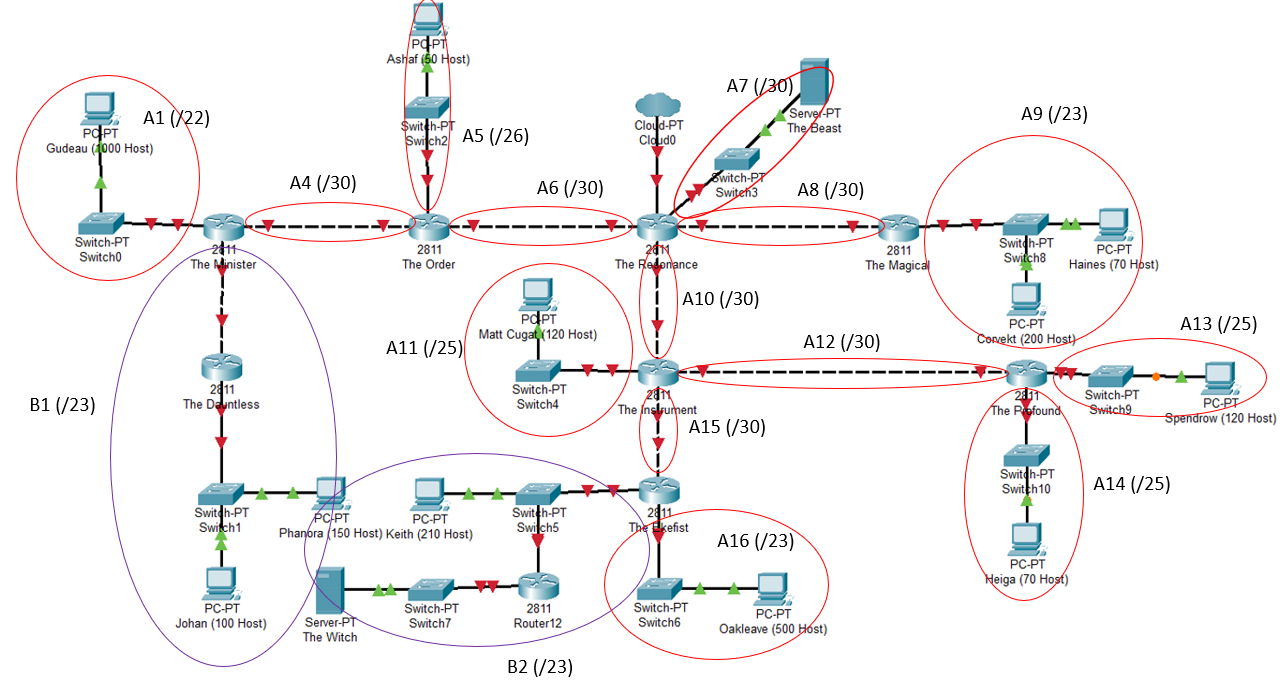 PC-PT
Ashaf (50 Host)
Switch-PT
Switch2
A5 (/26)
A1 (/22)
PC-PT
Gudeau (1000 Host)
Switch-PT
Switch0
A4 (/30)
A6 (/30)
A7 (/30)
Server-PT
The Beast
Cloud-PT
Cloud0
Switch-PT
Switch3
A8 (/30)
A9 (/23)
2811
The Minister
2811
The Order
2811
The Resonance
2811
The Magical
Switch-PT
Switch8
PC-PT
Haines (70 Host)
PC-PT
Corvekt (200 Host)
A10 (/30)
A11 (/25)
PC-PT
Matt Cugat (120 Host)
Switch-PT
Switch4
A12 (/30)
A13 (/25)
2811
The Dauntless
2811
The Instrument
2811
The Profound
Switch-PT
Switch9
PC-PT
Spendrow (120 Host)
B1 (/23)
A15 (/30)
Switch-PT
Switch10
A14 (/25)
PC-PT
Heiga (70 Host)
Switch-PT
Switch1
PC-PT
Phanora (150 Host)
PC-PT
Keith (210 Host)
Switch-PT
Switch5
2811
A16 (/23)
PC-PT
Johan (100 Host)
Server-PT
The Witch
Switch-PT
Switch7
2811
Router12
Switch-PT
Switch6
PC-PT
Oakleave (500 Host)
B2 (/23)